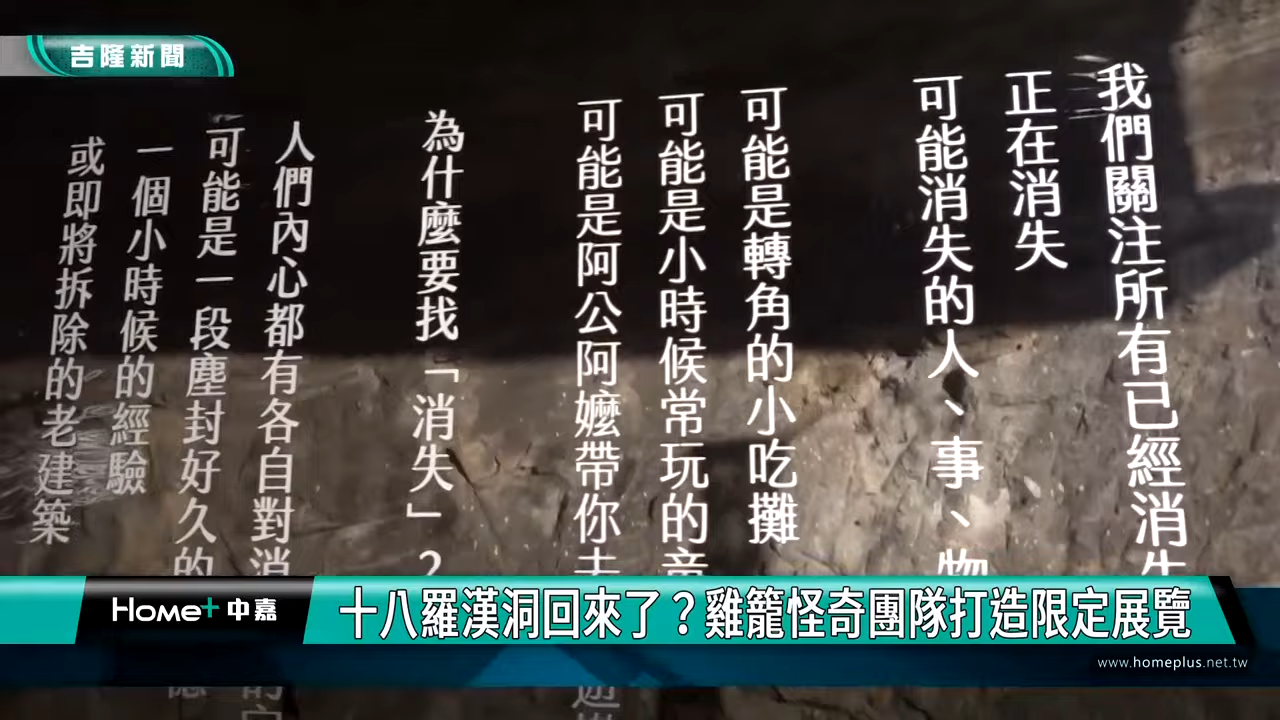 吉隆新聞
我們關注所有已經消失
正在消失
可能消失的人、事、物
可能是轉角的小吃攤
可能是小時候常玩的
可能是阿公阿嬤帶你去
為什麼要找「消失」?
人們內心都有各自對消
可能是一段塵封好久的
一個小時候的經驗
或即將拆除的老建築
Home+中嘉
十八羅漢洞回來了?雞籠怪奇團隊打造限定展覽
www.homeplus.net.tw